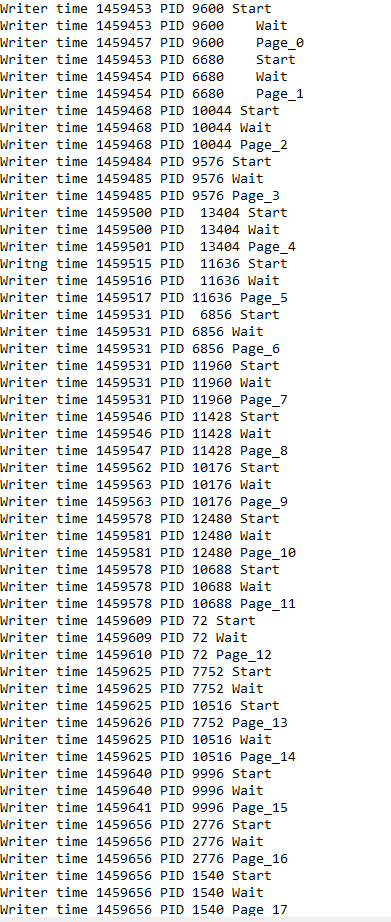 Writer time 1459453 PID 9600 Start
Writer time 1459453 PID 9600    Wait
Writer time 1459457 PID 9600    Page_0
Writer time 1459453 PID 6680    Start
Writer time 1459454 PID 6680    Wait
Writer time 1459454 PID 6680    Page_1
Writer time 1459468 PID 10044 Start
Writer time 1459468 PID 10044 Wait
Writer time 1459468 PID 10044 Page_2
Writer time 1459484 PID 9576 Start
Writer time 1459485 PID 9576 Wait
Writer time 1459485 PID 9576 Page_3
Writer time 1459500 PID  13404 Start
Writer time 1459500 PID  13404 Wait
Writer time 1459501 PID  13404 Page_4
Writng time 1459515 PID  11636 Start
Writer time 1459516 PID  11636 Wait
Writer time 1459517 PID 11636 Page_5
Writer time 1459531 PID  6856 Start
Writer time 1459531 PID 6856 Wait
Writer time 1459531 PID 6856 Page_6
Writer time 1459531 PID 11960 Start
Writer time 1459531 PID 11960 Wait
Writer time 1459531 PID 11960 Page_7
Writer time 1459546 PID 11428 Start
Writer time 1459546 PID 11428 Wait
Writer time 1459547 PID 11428 Page_8
Writer time 1459562 PID 10176 Start
Writer time 1459563 PID 10176 Wait
Writer time 1459563 PID 10176 Page_9
Writer time 1459578 PID 12480 Start
Writer time 1459581 PID 12480 Wait
Writer time 1459581 PID 12480 Page_10
Writer time 1459578 PID 10688 Start
Writer time 1459578 PID 10688 Wait
Writer time 1459578 PID 10688 Page_11
Writer time 1459609 PID 72 Start
Writer time 1459609 PID 72 Wait
Writer time 1459610 PID 72 Page_12
Writer time 1459625 PID 7752 Start
Writer time 1459625 PID 7752 Wait
Writer time 1459625 PID 10516 Start
Writer time 1459626 PID 7752 Page_13
Writer time 1459625 PID 10516 Wait
Writer time 1459625 PID 10516 Page_14
Writer time 1459640 PID 9996 Start
Writer time 1459640 PID 9996 Wait
Writer time 1459641 PID 9996 Page_15
Writer time 1459656 PID 2776 Start
Writer time 1459656 PID 2776 Wait
Writer time 1459656 PID 2776 Page_16
Writer time 1459656 PID 1540 Start
Writer time 1459656 PID 1540 Wait
Writer time 1459656 PID 1540 Page_17